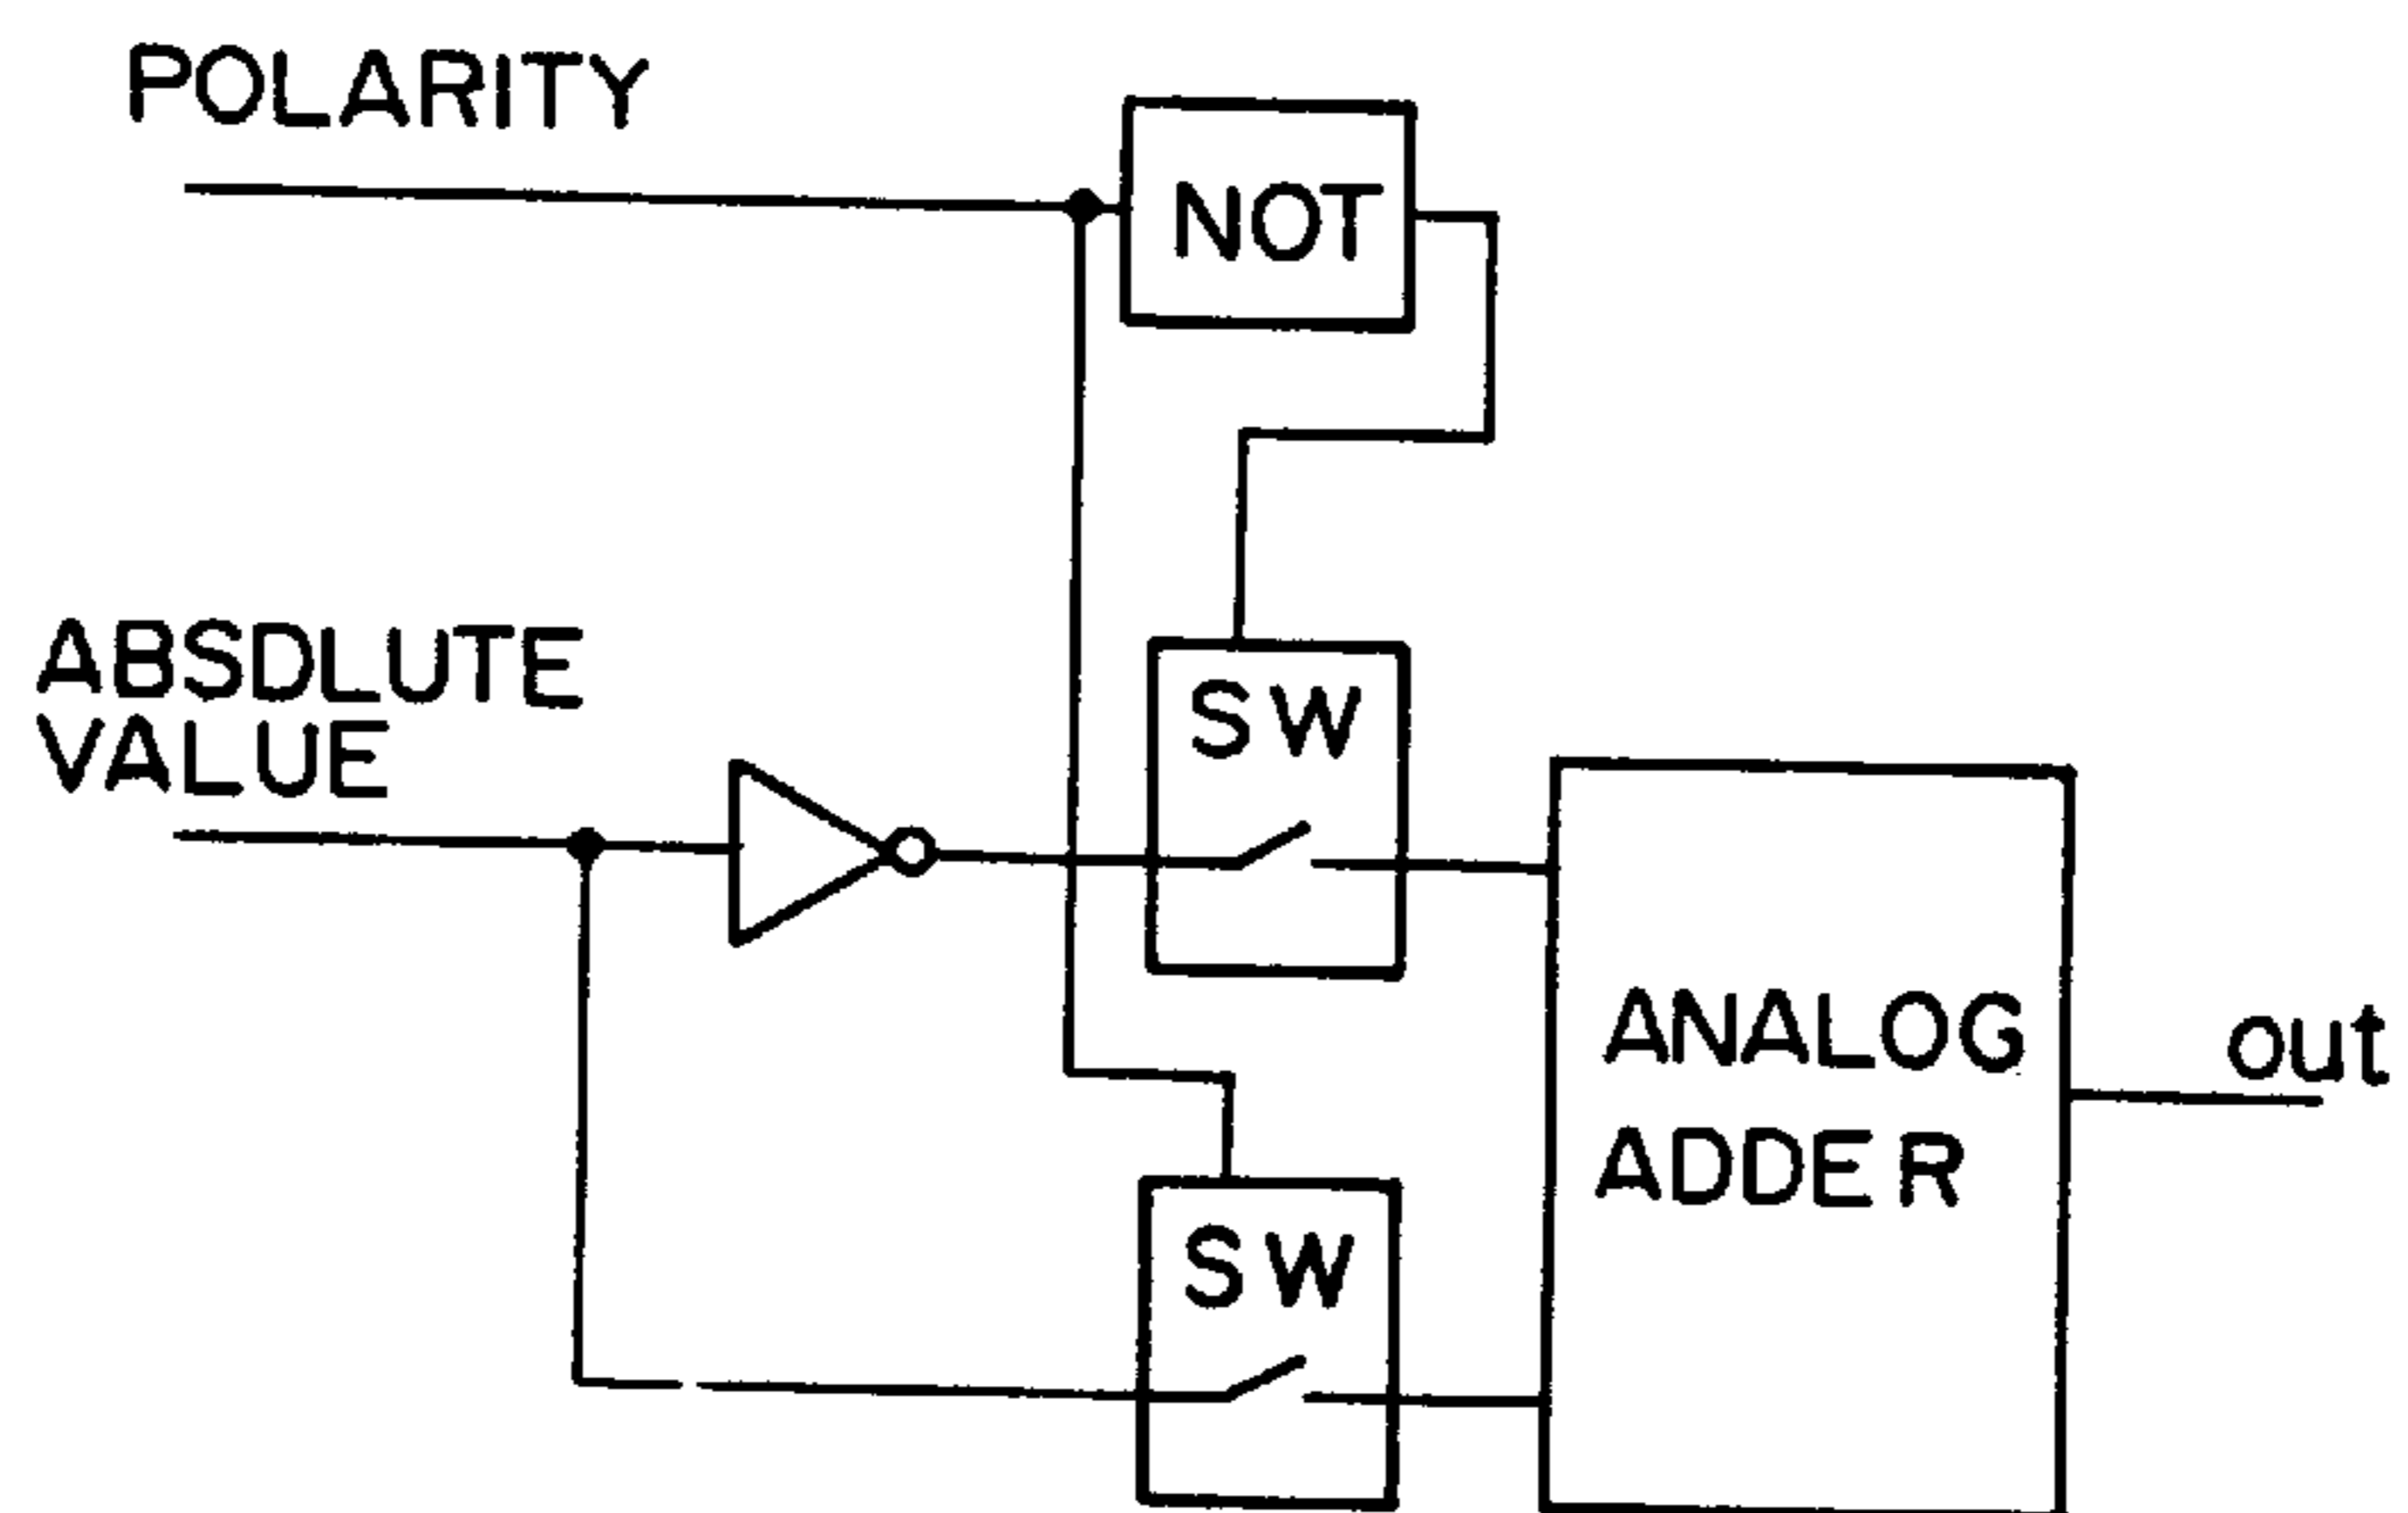 POLARITY
NOT
ABSDLUTE
VALUE
SW
ANALOG
ADDER
out
SW